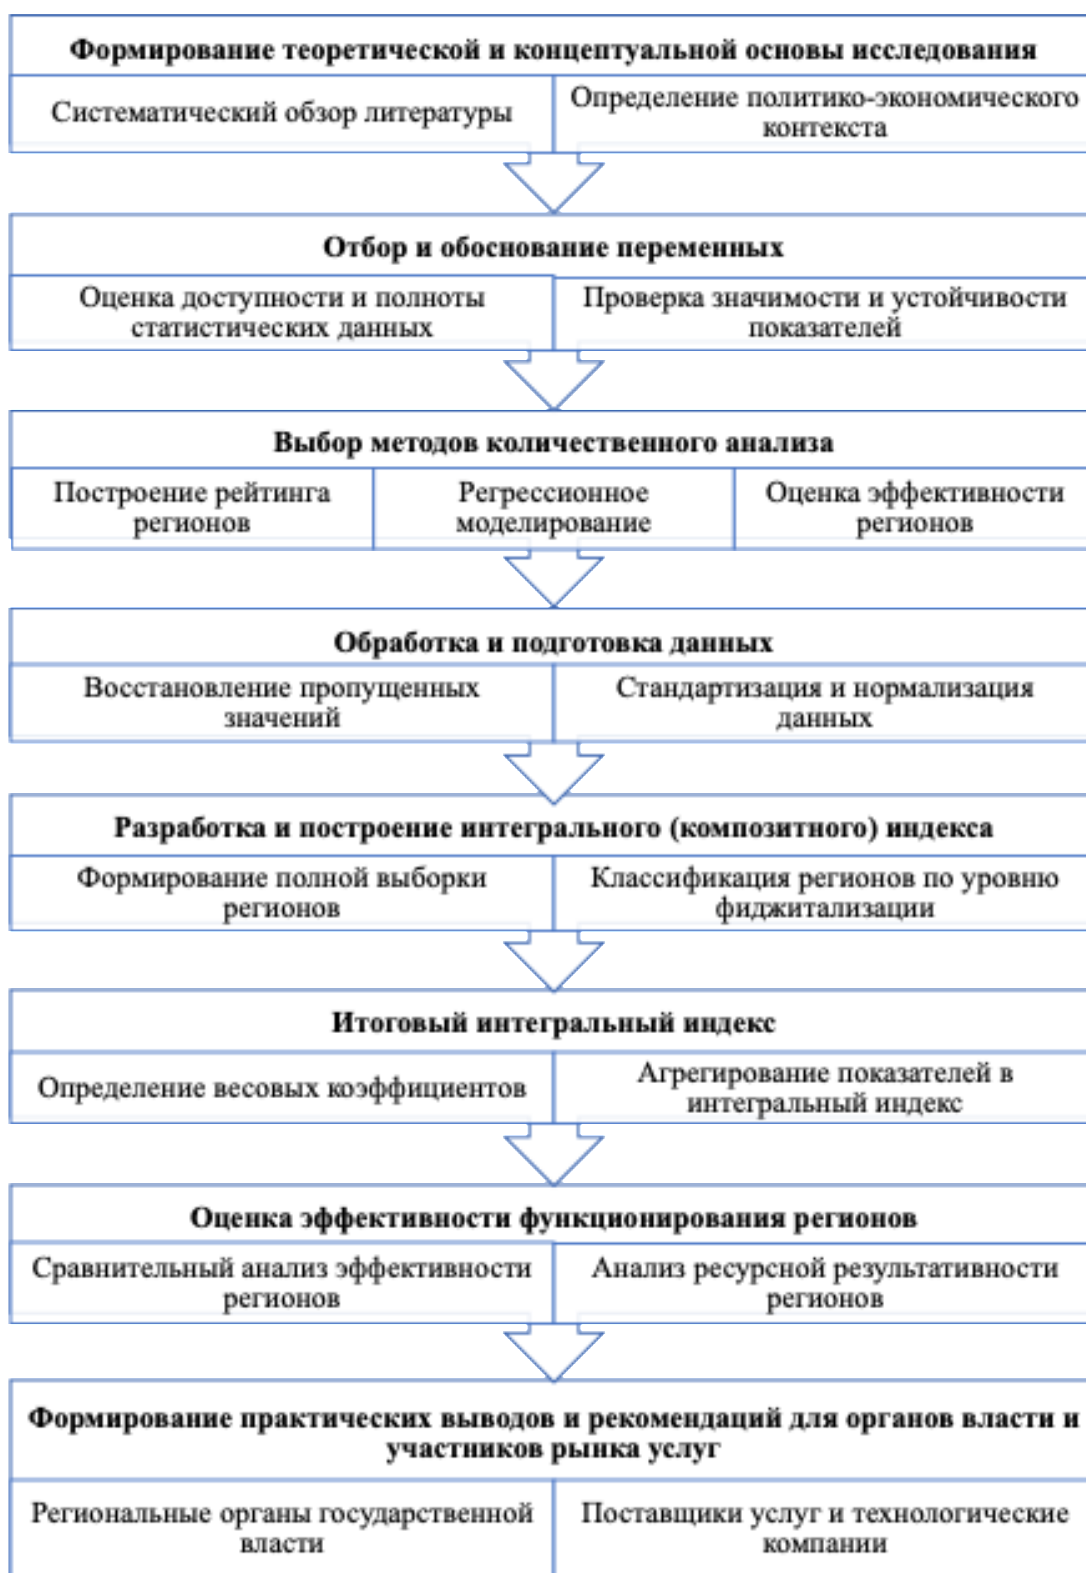 Формирование теоретической и концептуальной основы исследования
Систематический обзор литературы
Определение политико-экономического
контекста
Отбор и обоснование переменных
Оценка доступности и полноты
статистических данных
Проверка значимости и устойчивости
показателей
Выбор методов количественного анализа
Построение рейтинга
регионов
Регрессионное
моделирование
Оценка эффективности
регионов
Обработка и подготовка данных
Восстановление пропущенных
значений
Стандартизация и нормализация
данных
Разработка и построение интегрального (композитного) индекса
Формирование полной выборки
регионов
Классификация регионов по уровню
фиджитализации
Итоговый интегральный индекс
Определение весовых коэффициентов
Агрегирование показателей в
интегральный индекс
Оценка эффективности функционирования регионов
Сравнительный анализ эффективности
регионов
Анализ ресурсной результативности
регионов
Формирование практических выводов и рекомендаций для органов власти и
участников рынка услуг
Региональные органы государственной
власти
Поставщики услуг и технологические
компании